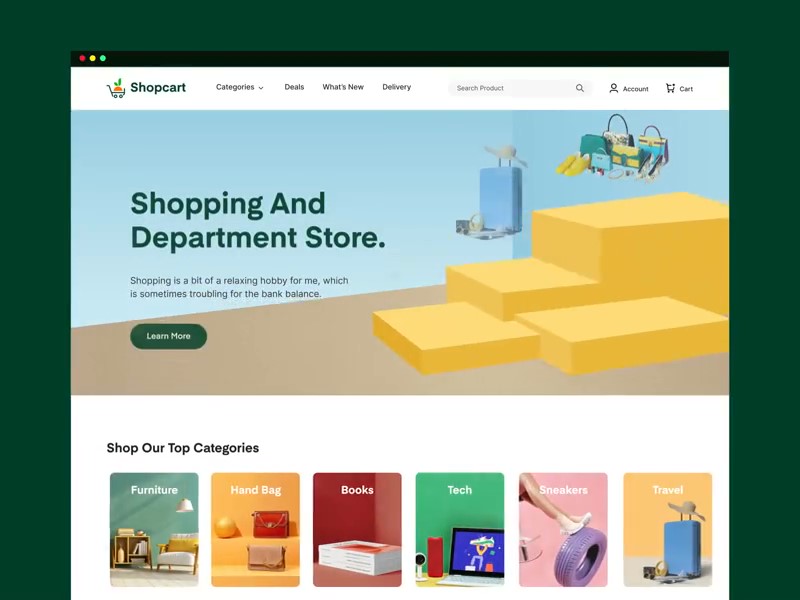 Shopcart
Categories
Deals
What's New
Delivery
Search Product
Account
Cart
Shopping And
Department Store.
Shopping is a bit of a relaxing hobby for me, which
is sometimes troubling for the bank balance.
Learn More
Shop Our Top Categories
Furniture
Hand Bag
Books
Tech
Sneakers
Travel